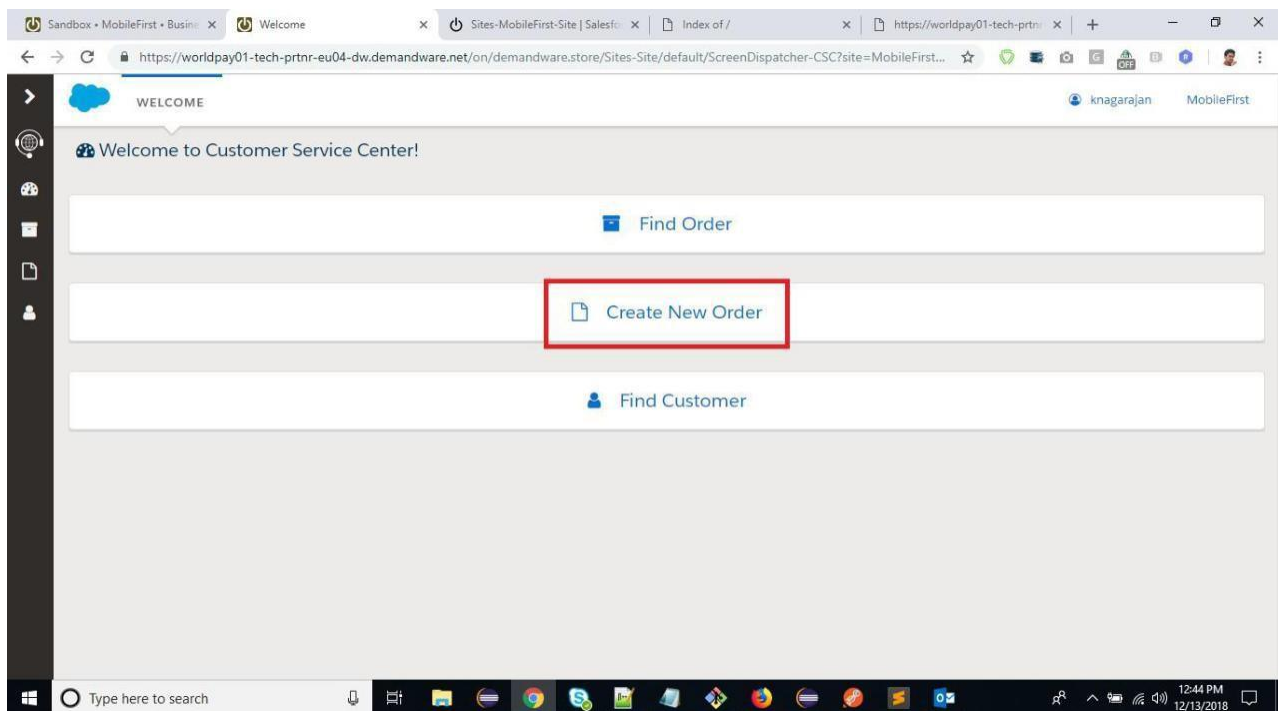 Sandbox • MobileFirst • Busine
Welcome
Sites-MobileFirst-Site | Salesfo
Index of /
https://worldpay01-tech-prtn
https://worldpay01-tech-prtnr-eu04-dw.demandware.net/on/demandware.store/Sites-Site/default/ScreenDispatcher-CSC?site=MobileFirst...
OFF
WELCOME
knagarajan
MobileFirst
Welcome to Customer Service Center!
Find Order
Create New Order
Find Customer
Type here to search
12:44 PM
12/13/2018